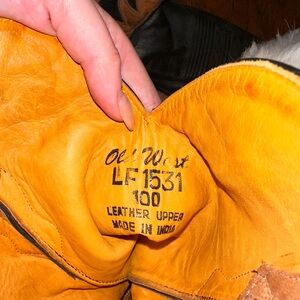 Old West
LF1531
100
LEATHER UPPER
MADE IN INDIA